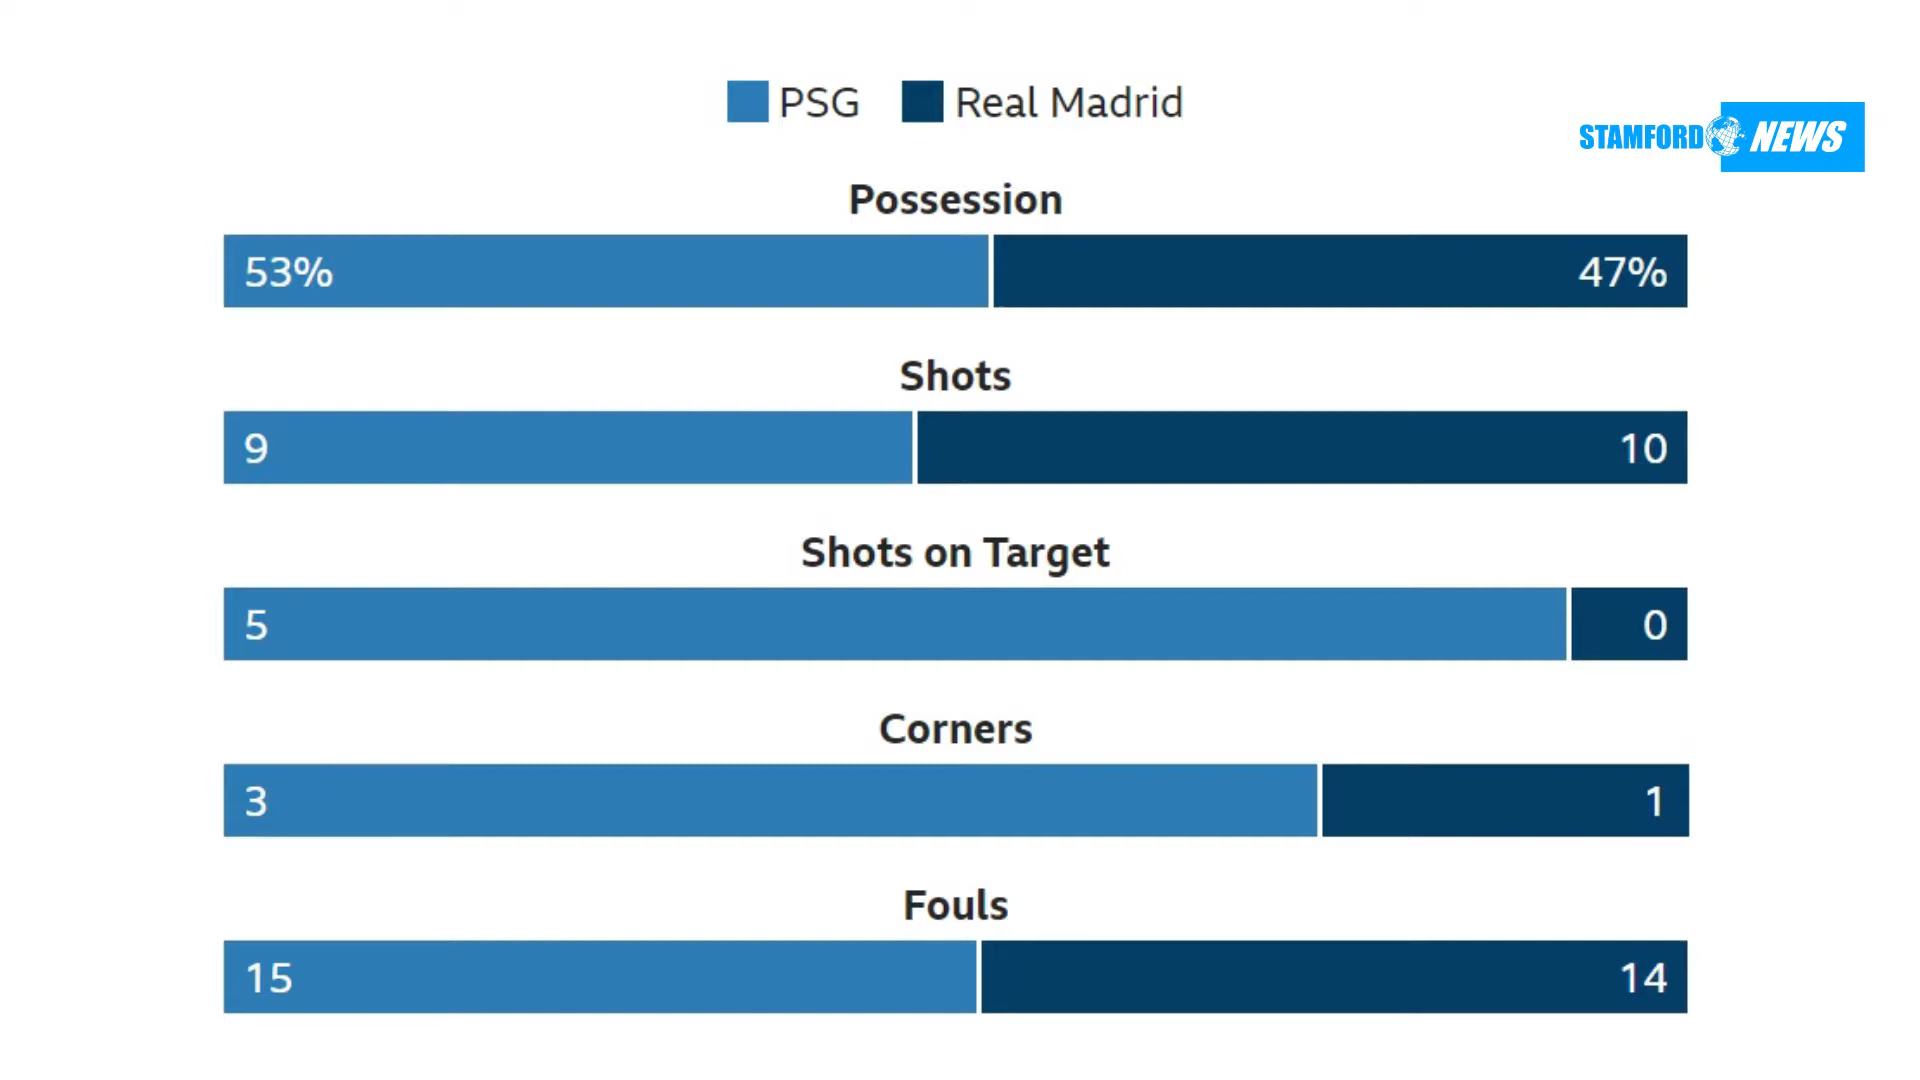 PSG Real Madrid
STAMFORD NEWS
Possession
53% 47%
Shots
9 10
Shots on Target
5 0
Corners
3 1
Fouls
15 14